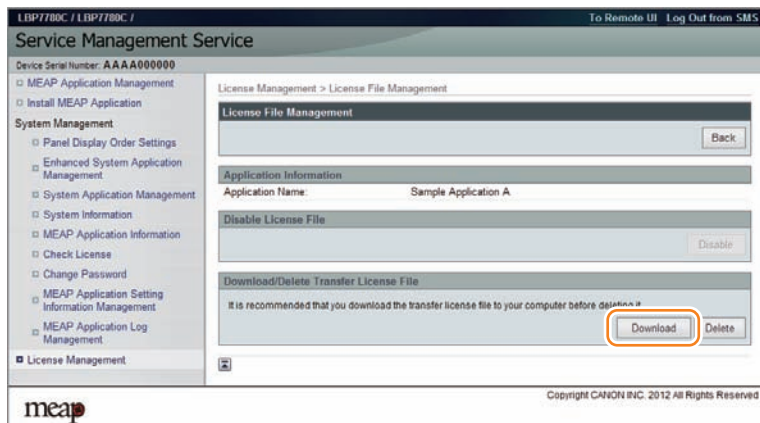 LBP7780C / LBP7780C /
To Remote UI Log Out from SMS
Service Management Service
Device Serial Number: AAAA000000
MEAP Application Management
Install MEAP Application
System Management
Panel Display Order Settings
Enhanced System Application
Management
System Application Management
System Information
MEAP Application Information
Check License
Change Password
MEAP Application Setting
Information Management
MEAP Application Log
Management
License Management
License Management > License File Management
License File Management
Back
Application Information
Application Name: Sample Application A
Disable License File
Disable
Download/Delete Transfer License File
It is recommended that you download the transfer license file to your computer before deleting it.
Download Delete
Copyright CANON INC. 2012 All Rights Reserved
meap